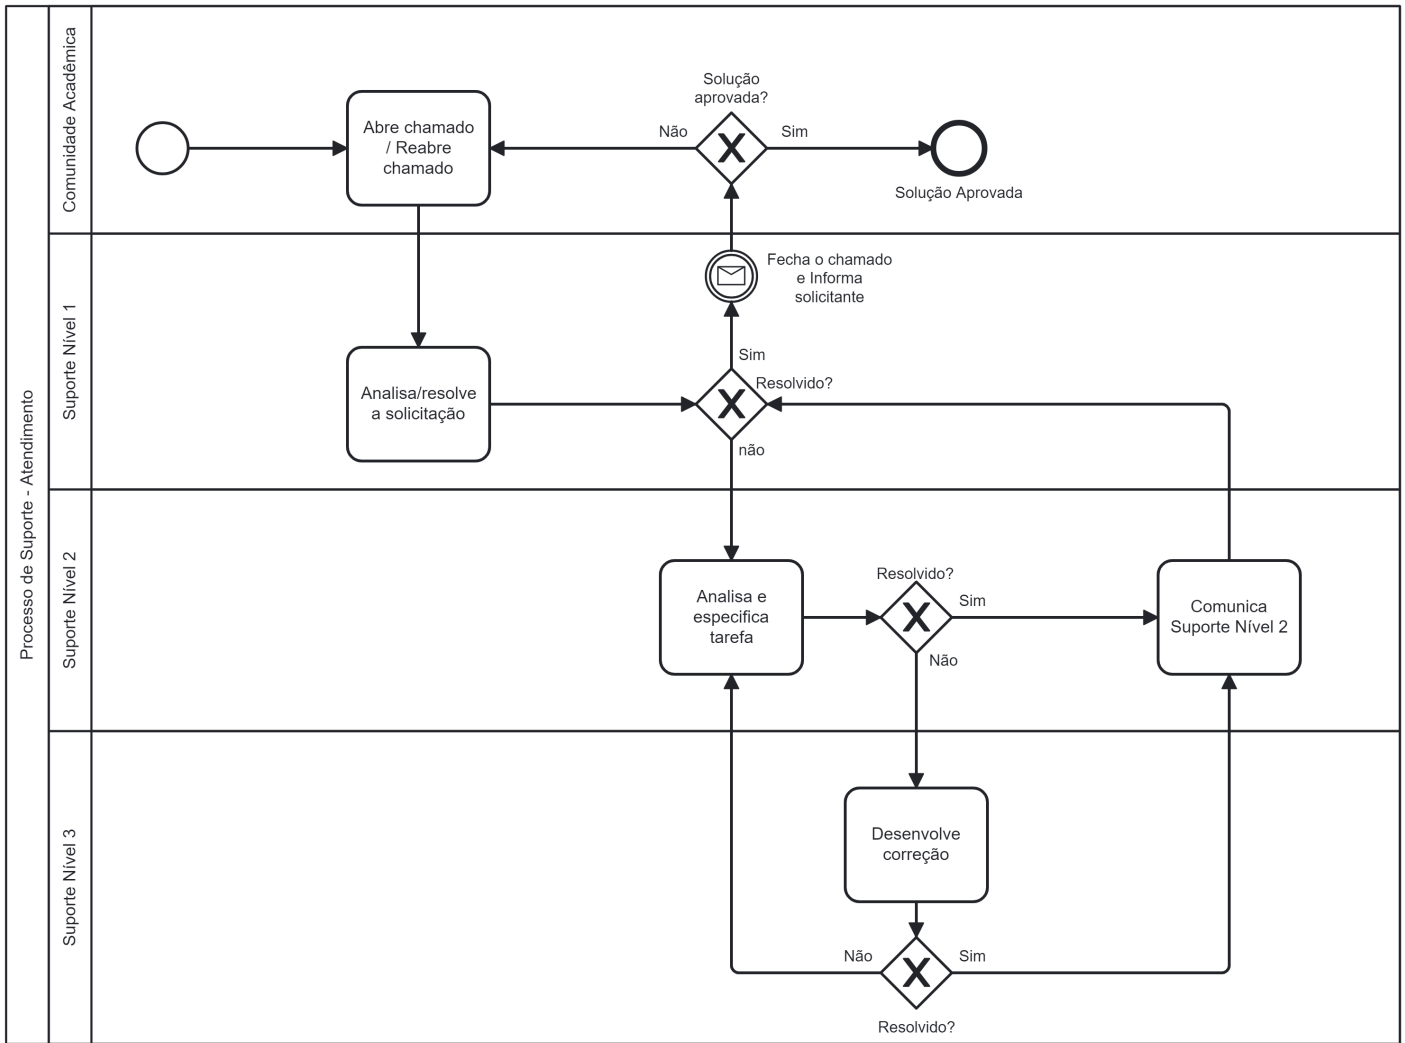 Processo de Suporte - Atendimento
Comunidade Acadêmica
Abre chamado
/ Reabre
chamado
Solução
aprovada?
Não
Sim
Solução Aprovada
Suporte Nível 1
Fecha o chamado
e Informa
solicitante
Analisa/resolve
a solicitação
Sim
Resolvido?
não
Suporte Nível 2
Analisa e
especifica
tarefa
Resolvido?
Sim
Não
Comunica
Suporte Nível 2
Suporte Nível 3
Desenvolve
correção
Não
Sim
Resolvido?